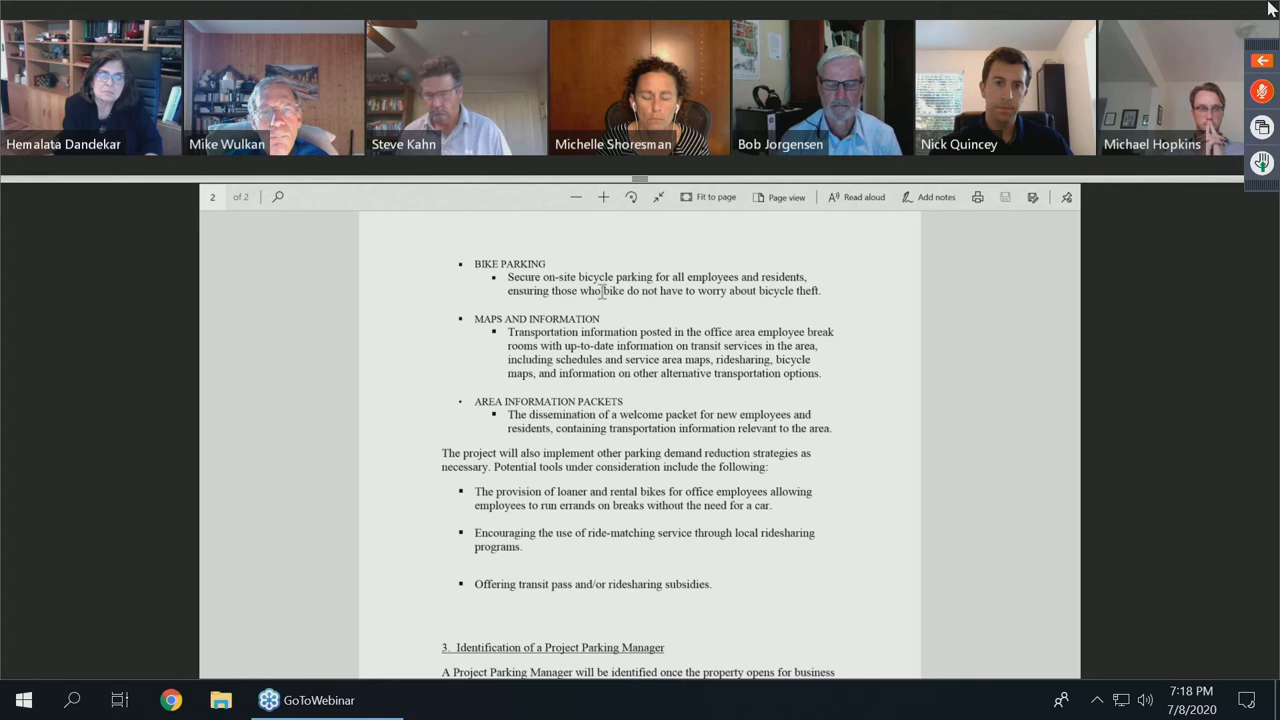 Hemalata Dandekar
Mike Wulkan
Steve Kahn
Michelle Shoresman
Bob Jorgensen
Nick Quincey
Michael Hopkins
2 of 2
Fit to page
Page view
Read aloud
Add notes
BIKE PARKING
Secure on-site bicycle parking for all employees and residents,
ensuring those who bike do not have to worry about bicycle theft.
MAPS AND INFORMATION
Transportation information posted in the office area employee break
rooms with up-to-date information on transit services in the area,
including schedules and service area maps, ridesharing, bicycle
maps, and information on other alternative transportation options.
AREA INFORMATION PACKETS
The dissemination of a welcome packet for new employees and
residents, containing transportation information relevant to the area.
The project will also implement other parking demand reduction strategies as
necessary. Potential tools under consideration include the following:
The provision of loaner and rental bikes for office employees allowing
employees to run errands on breaks without the need for a car.
Encouraging the use of ride-matching service through local ridesharing
programs.
Offering transit pass and/or ridesharing subsidies.
3. Identification of a Project Parking Manager
A Project Parking Manager will be identified once the property opens for business
GoToWebinar
7:18 PM
7/8/2020